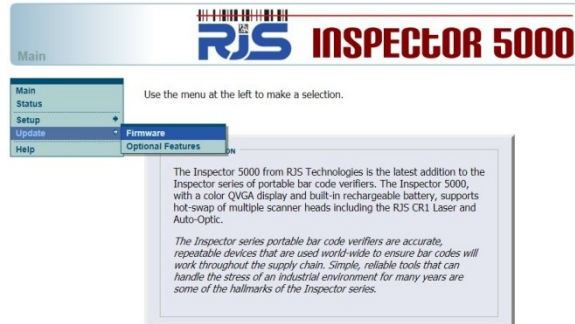 Main
RJS INSPECTOR 5000
Main
Status
Setup
Update
Help
Firmware
Optional Features
Use the menu at the left to make a selection.
ON
The Inspector 5000 from RJS Technologies is the latest addition to the
Inspector series of portable bar code verifiers. The Inspector 5000,
with a color QVGA display and built-in rechargeable battery, supports
hot-swap of multiple scanner heads including the RJS CR1 Laser and
Auto-Optic.
The Inspector series portable bar code verifiers are accurate,
repeatable devices that are used world-wide to ensure bar codes will
work throughout the supply chain. Simple, reliable tools that can
handle the stress of an industrial environment for many years are
some of the hallmarks of the Inspector series.